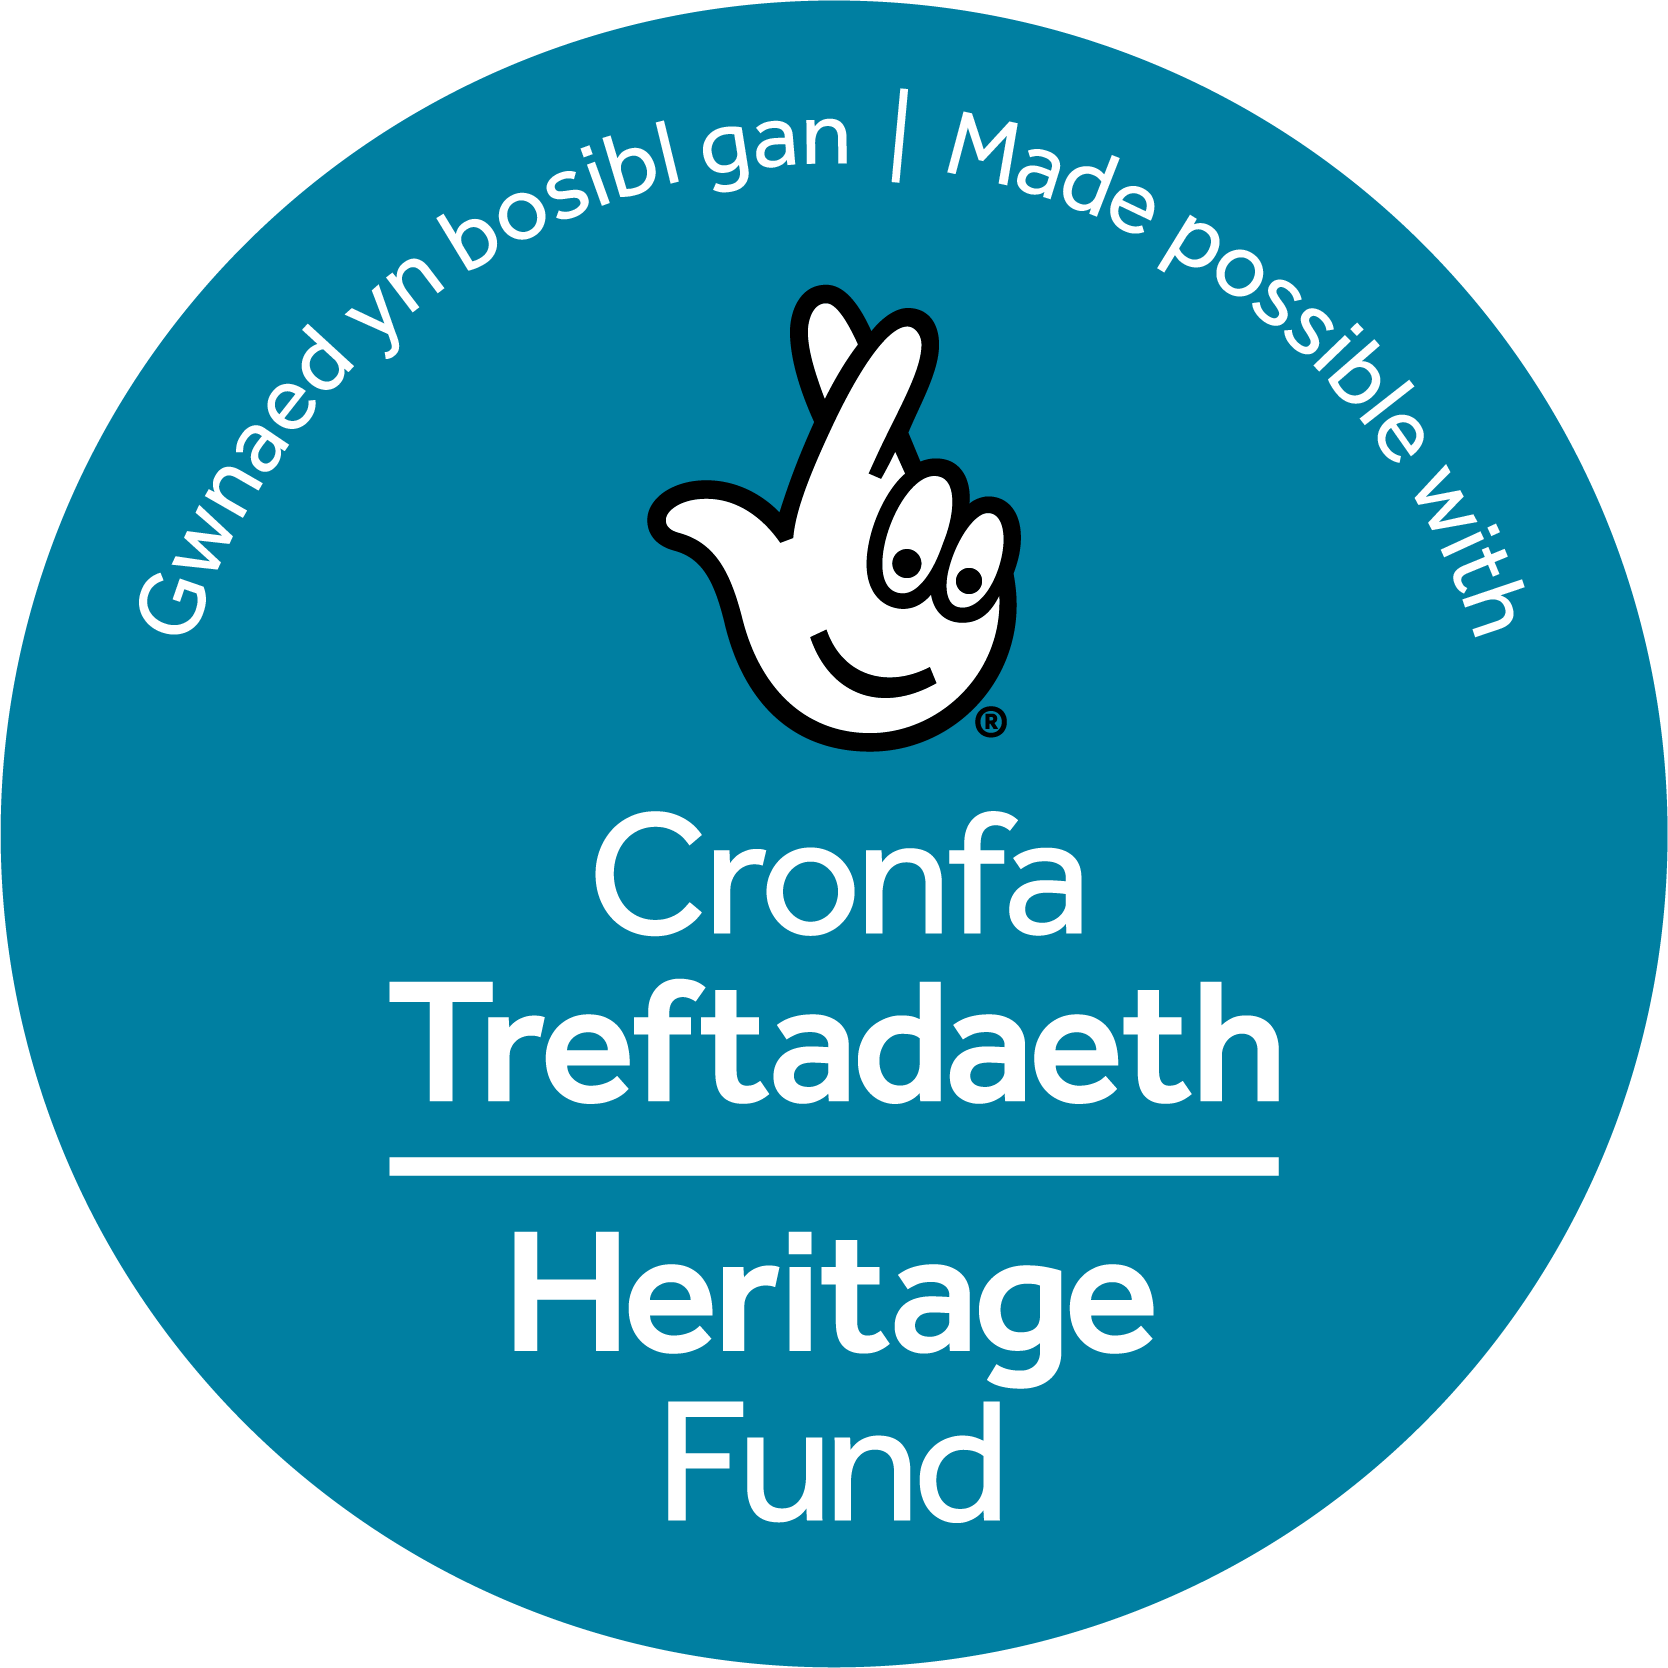 Gwnaed yn bosibl gan | Made possible with
®
Cronfa
Treftadaeth
Heritage
Fund